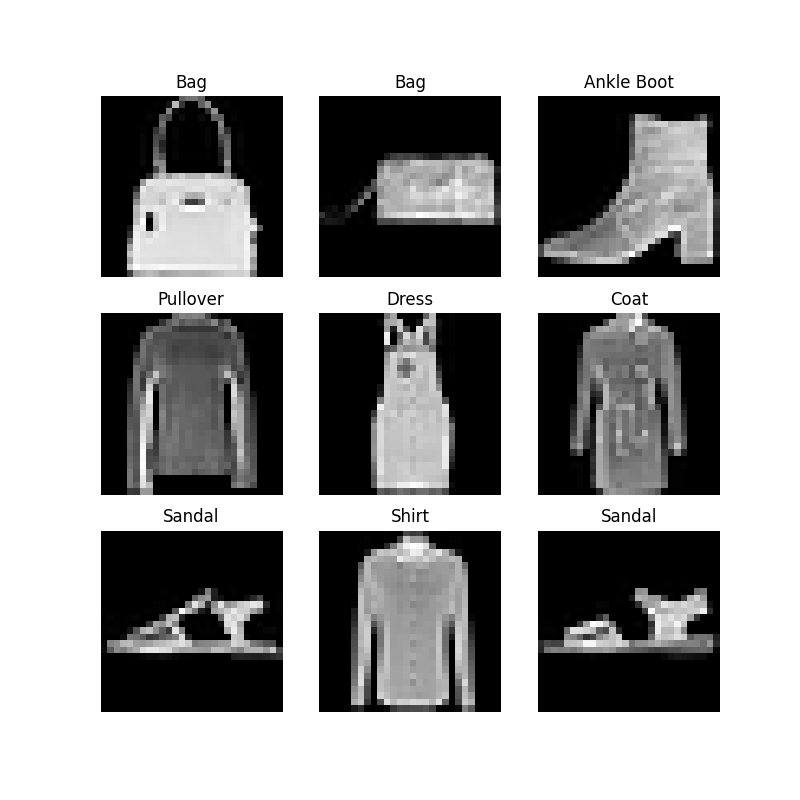 Bag
Bag
Ankle Boot
Pullover
Dress
Coat
Sandal
Shirt
Sandal